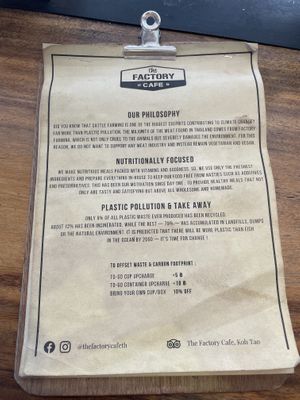 The
FACTORY
CAFE
OUR PHILOSOPHY
DID YOU KNOW THAT CATTLE FARMING IS ONE OF THE BIGGEST CULPRITS CONTRIBUTING TO CLIMATE CHANGE?
FAR MORE THAN PLASTIC POLLUTION. THE MAJORITY OF THE MEAT FOUND IN THAILAND COMES FROM FACTORY
FARMING, WHICH IS NOT ONLY CRUEL TO THE ANIMALS BUT SEVERELY DAMAGING THE ENVIRONMENT. FOR THIS
REASON, WE DO NOT WANT TO SUPPORT ANY MEAT INDUSTRY AND INSTEAD REMAIN VEGETARIAN AND VEGAN.
NUTRITIONALLY FOCUSED
WE MAKE NUTRITIOUS MEALS PACKED WITH VITAMINS AND GOODNESS. SO, WE USE ONLY THE FRESHEST
INGREDIENTS AND PREPARE EVERYTHING IN HOUSE TO KEEP OUR FOOD FREE FROM NASTIES SUCH AS ADDITIVES
AND PRESERVATIVES. THIS HAS BEEN OUR MOTIVATION SINCE DAY ONE - TO PROVIDE HEALTHY MEALS THAT NOT
ONLY ARE TASTY AND SATISFYING BUT ABOVE ALL WHOLESOME AND HOMEMADE.
PLASTIC POLLUTION & TAKE AWAY
ONLY 9% OF ALL PLASTIC WASTE EVER PRODUCED HAS BEEN RECYCLED.
ABOUT 12% HAS BEEN INCINERATED, WHILE THE REST — 79% — HAS ACCUMULATED IN LANDFILLS, DUMPS
OR THE NATURAL ENVIRONMENT. IT IS PREDICTED THAT THERE WILL BE MORE PLASTIC THAN FISH
IN THE OCEAN BY 2050 — IT'S TIME FOR CHANGE !
TO OFFSET WASTE & CARBON FOOTPRINT :
TO-GO CUP UPCHARGE +5 ฿
TO-GO CONTAINER UPCHARGE +10 ฿
BRING YOUR OWN CUP/BOX 10% OFF
@thefactorycafeth
The Factory Cafe, Koh Tao